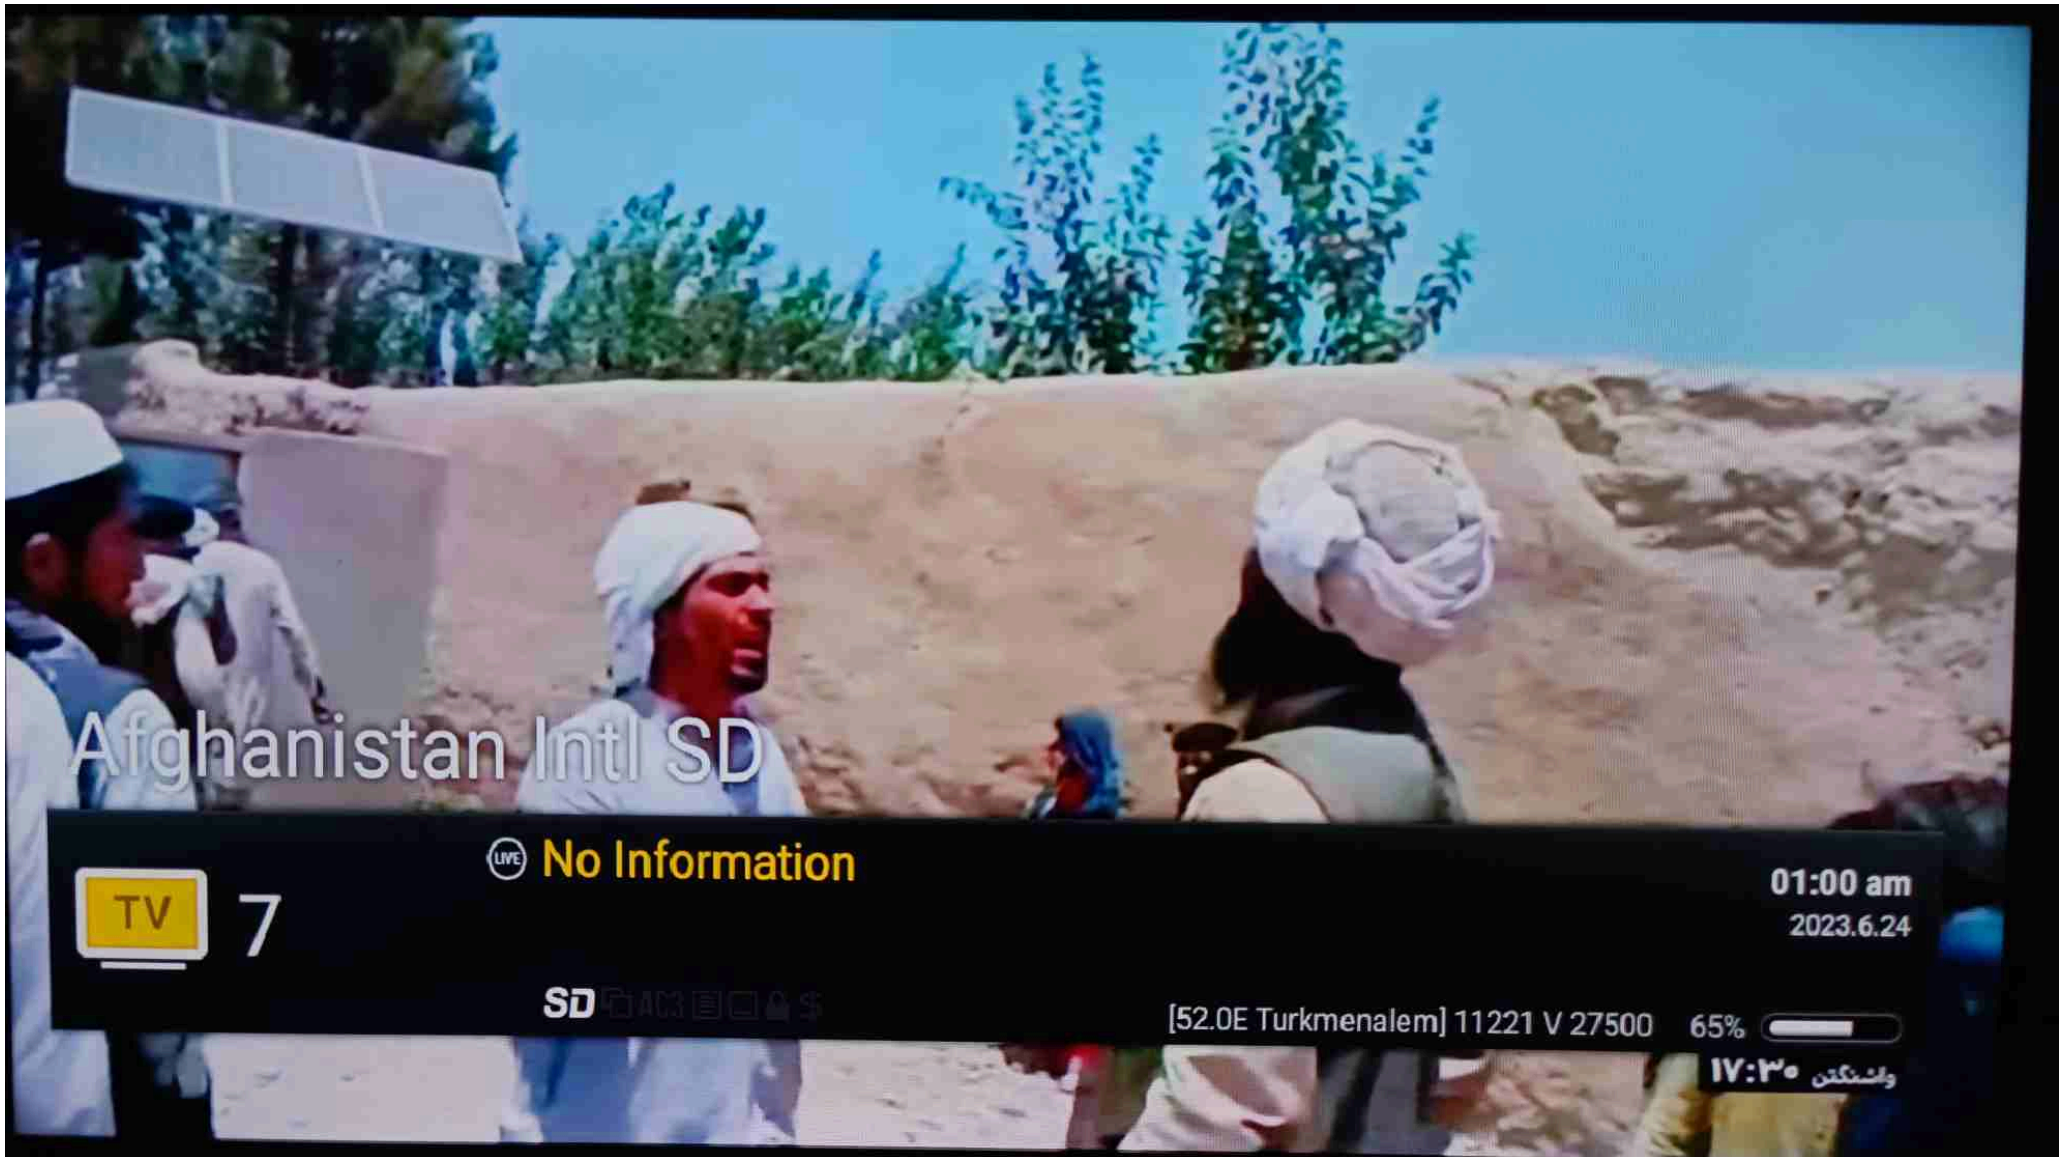 Afghanistan Intl SD
LIVE No Information
TV 7
01:00 am
2023.6.24
SD
[52.0E Turkmenalem] 11221 V 27500 65%
واشنگتن ۱۷:۳۰